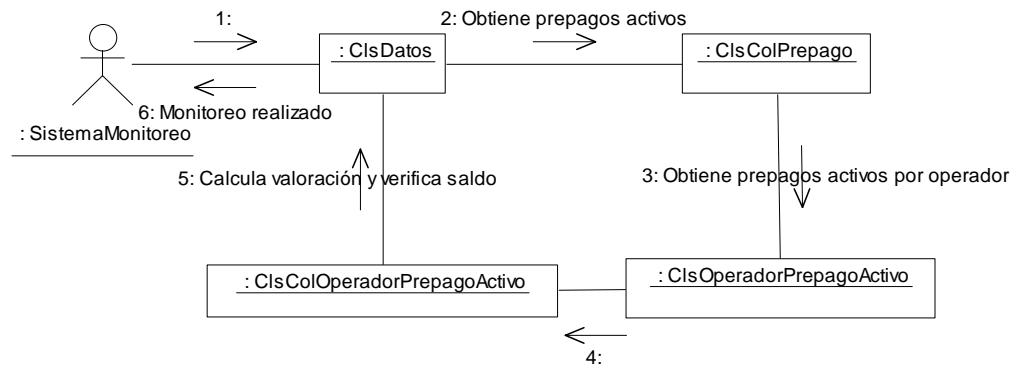 1:
2: Obtiene prepagos activos
: ClsDatos
: ClsColPrepago
6: Monitoreo realizado
: SistemaMonitoreo
5: Calcula valoración y verifica saldo
3: Obtiene prepagos activos por operador
: ClsColOperadorPrepagoActivo
: ClsOperadorPrepagoActivo
4: